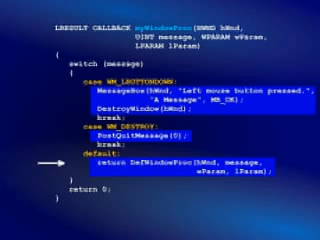 LRESULT CALLBACK myWindowProc(HWND hWnd,
UINT message, WPARAM wParam,
LPARAM lParam)
{
switch (message)
{
case WM_LBUTTONDOWN:
MessageBox(hWnd, "Left mouse button pressed.",
"A Message", MB_OK);
DestroyWindow(hWnd);
break;
case WM_DESTROY:
PostQuitMessage(0);
break;
default:
return DefWindowProc(hWnd, message,
wParam, lParam);
}
return 0;
}